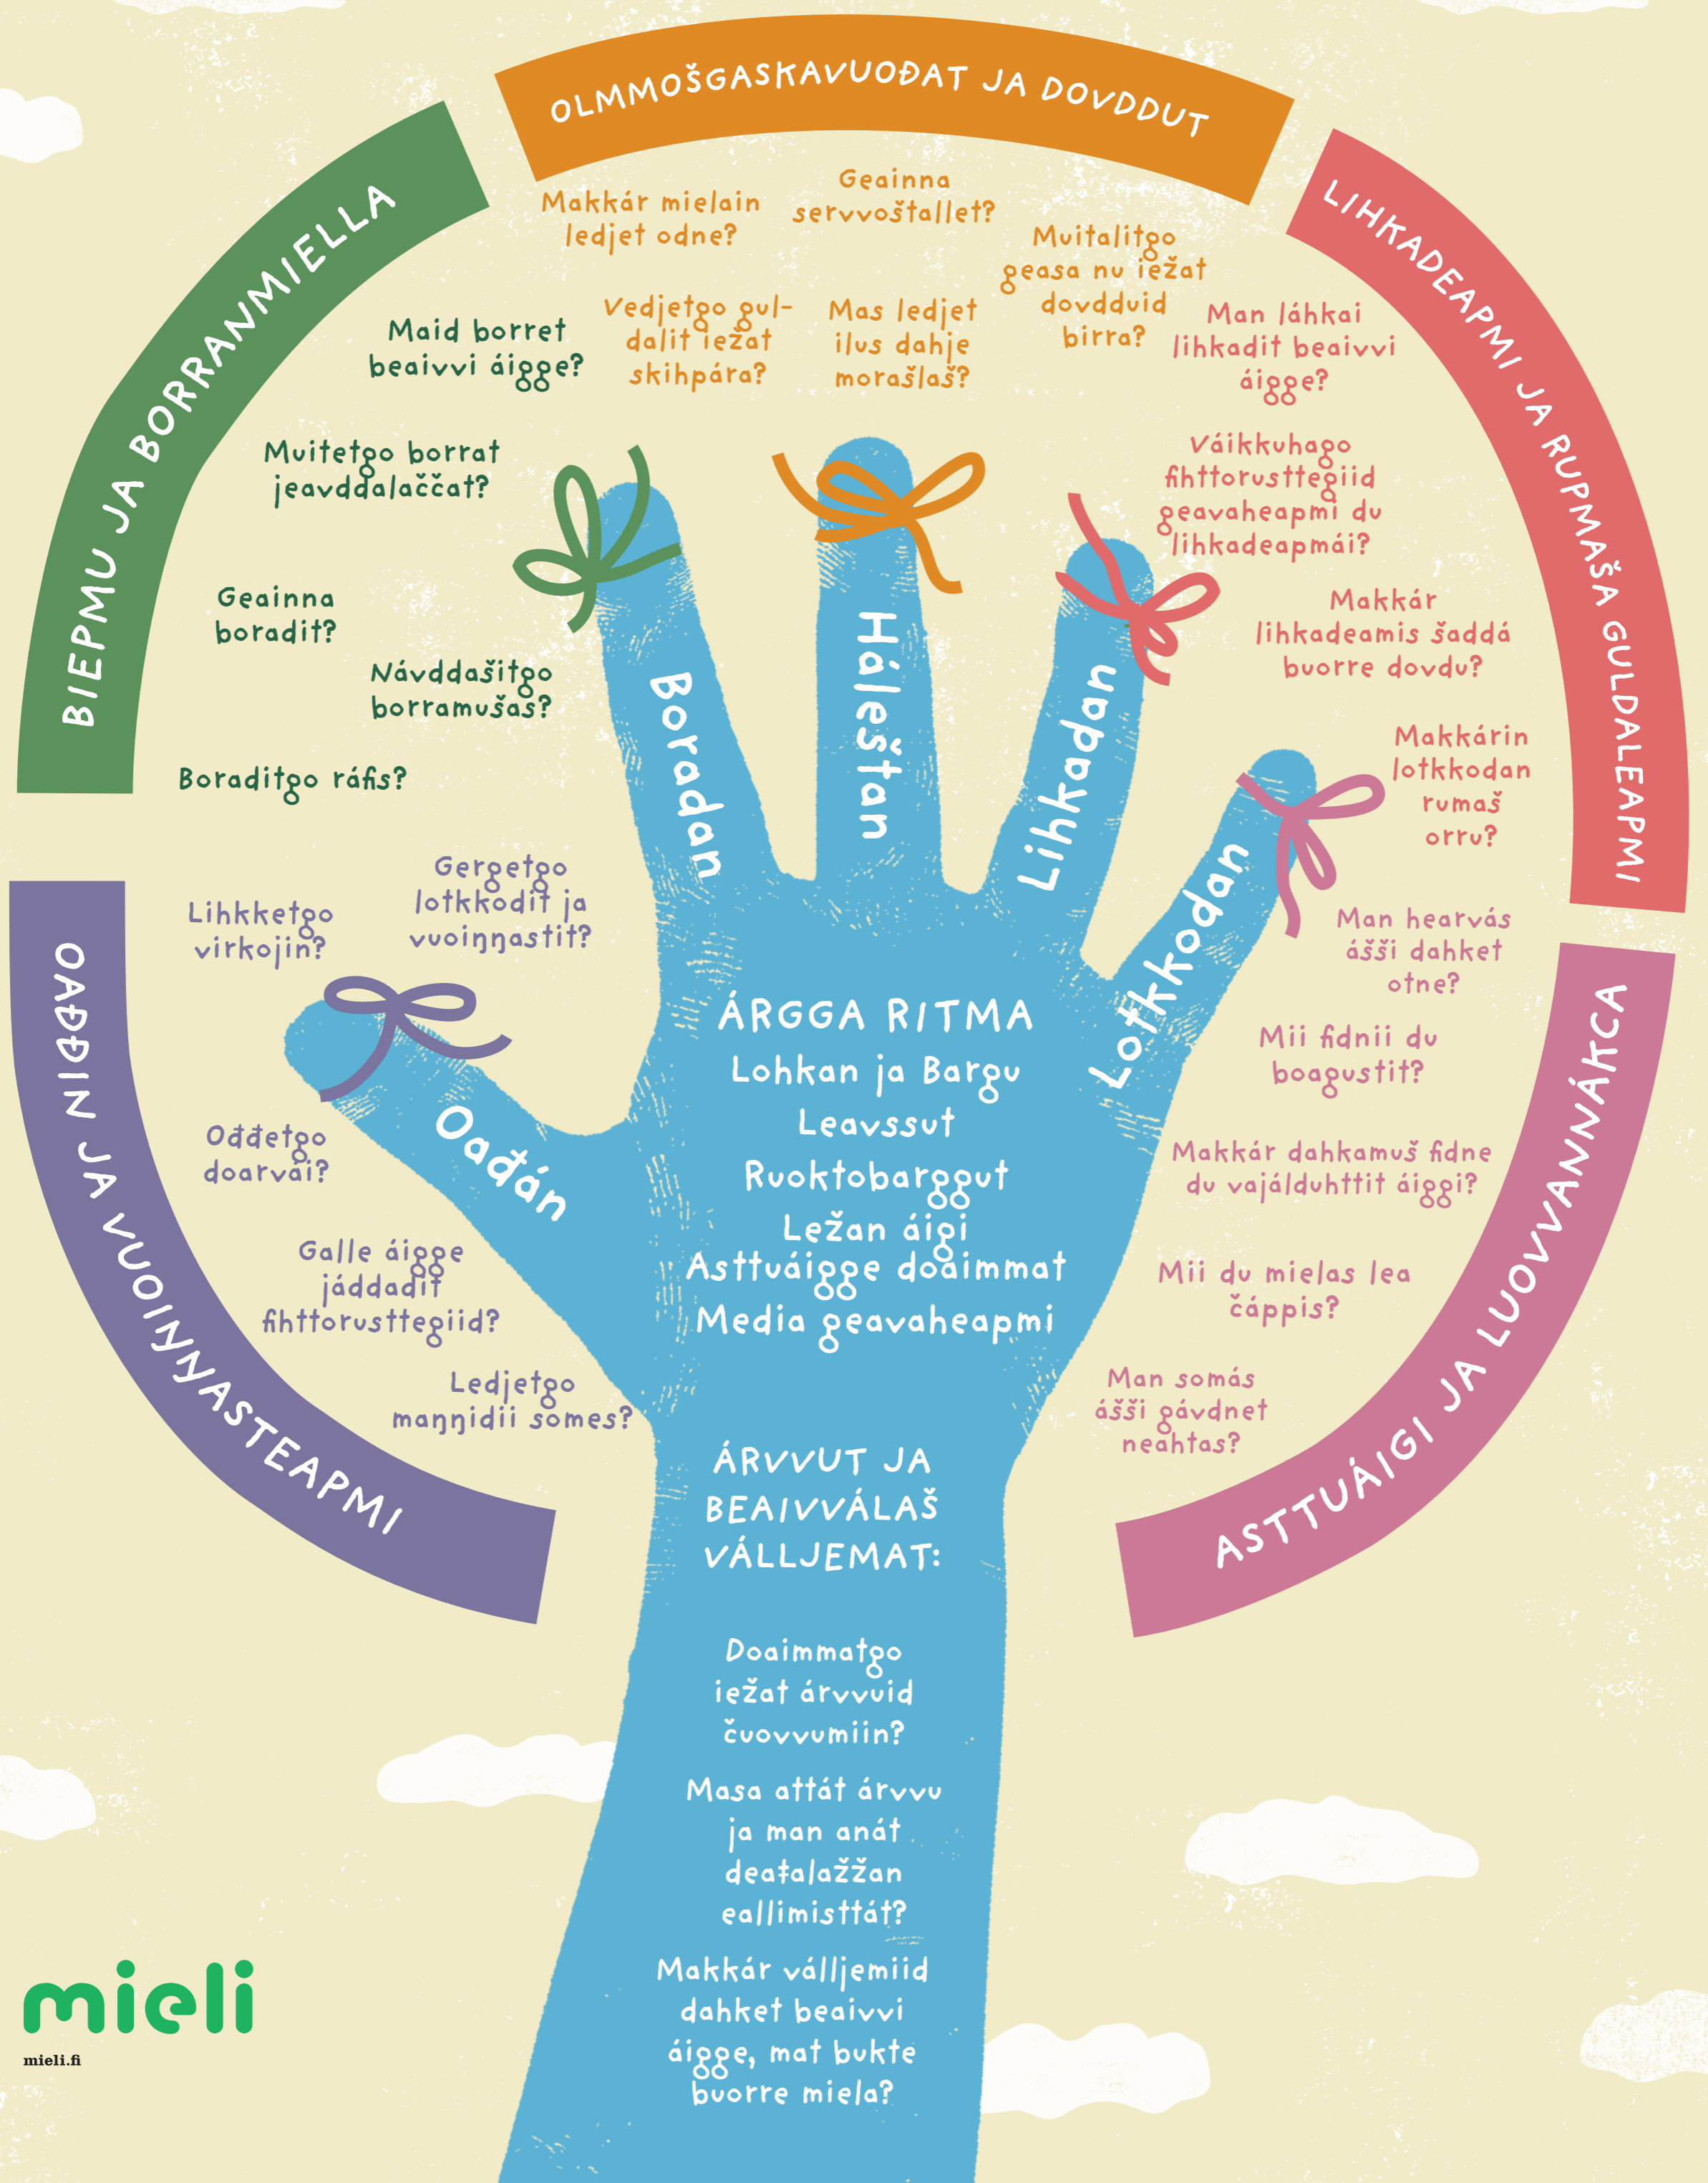 OLMMOŠGASKAVUOĐAT JA DOVDDUT
Makkár mielain
ledjet odne?
Geainna
servvoštallet?
Muitalitgo
geasa nu iežat
dovdduid
birra?
Vedjetgo gul-
dalit iežat
skihpára?
Mas ledjet
ilus dahje
morašlaš?
BIEPMU JA BORRANMIELLA
Maid borret
beaivvi áigge?
Muitetgo borrat
jeavddalaččat?
Geainna
boradit?
Návddašitgo
borramušas?
Boraditgo ráfis?
LIHKADEAPMI JA RUPMAŠA GULDALEAPMI
Man láhkai
lihkadit beaivvi
áigge?
Váikkuhago
fihttorusttegiid
geavaheapmi du
lihkadeapmái?
Makkár
lihkadeamis šaddá
buorre dovdu?
Makkárin
lotkkodan
rumaš
orru?
OAĐĐIN JA VUOIŊŊASTEAPMI
Lihkketgo
virkojin?
Gergetgo
lotkkodit ja
vuoiŋŋastit?
Ođđetgo
doarvái?
Galle áigge
jáddadit
fihttorusttegiid?
Ledjetgo
maŋŋidii somes?
ASTTUÁIGI JA LUOVVANNÁKCA
Man hearvás
ášši dahket
otne?
Mii fidnii du
boagustit?
Makkár dahkamuš fidne
du vajálduhttit áiggi?
Mii du mielas lea
čáppis?
Man somás
ášši gávdnet
neahtas?
Oađán
Boradan
Háleštan
Lihkadan
Lotkkodan
ÁRGGA RITMA
Lohkan ja Bargu
Leavssut
Ruoktobarggut
Ležan áigi
Asttuáigge doaimmat
Media geavaheapmi
ÁRVVUT JA
BEAIVVÁLAŠ
VÁLLJEMAT:
Doaimmatgo
iežat árvvuid
čuovvumiin?
Masa attát árvvu
ja man anát
deaŧalažžan
eallimisttát?
Makkár válljemiid
dahket beaivvi
áigge, mat bukte
buorre miela?
mieli
mieli.fi